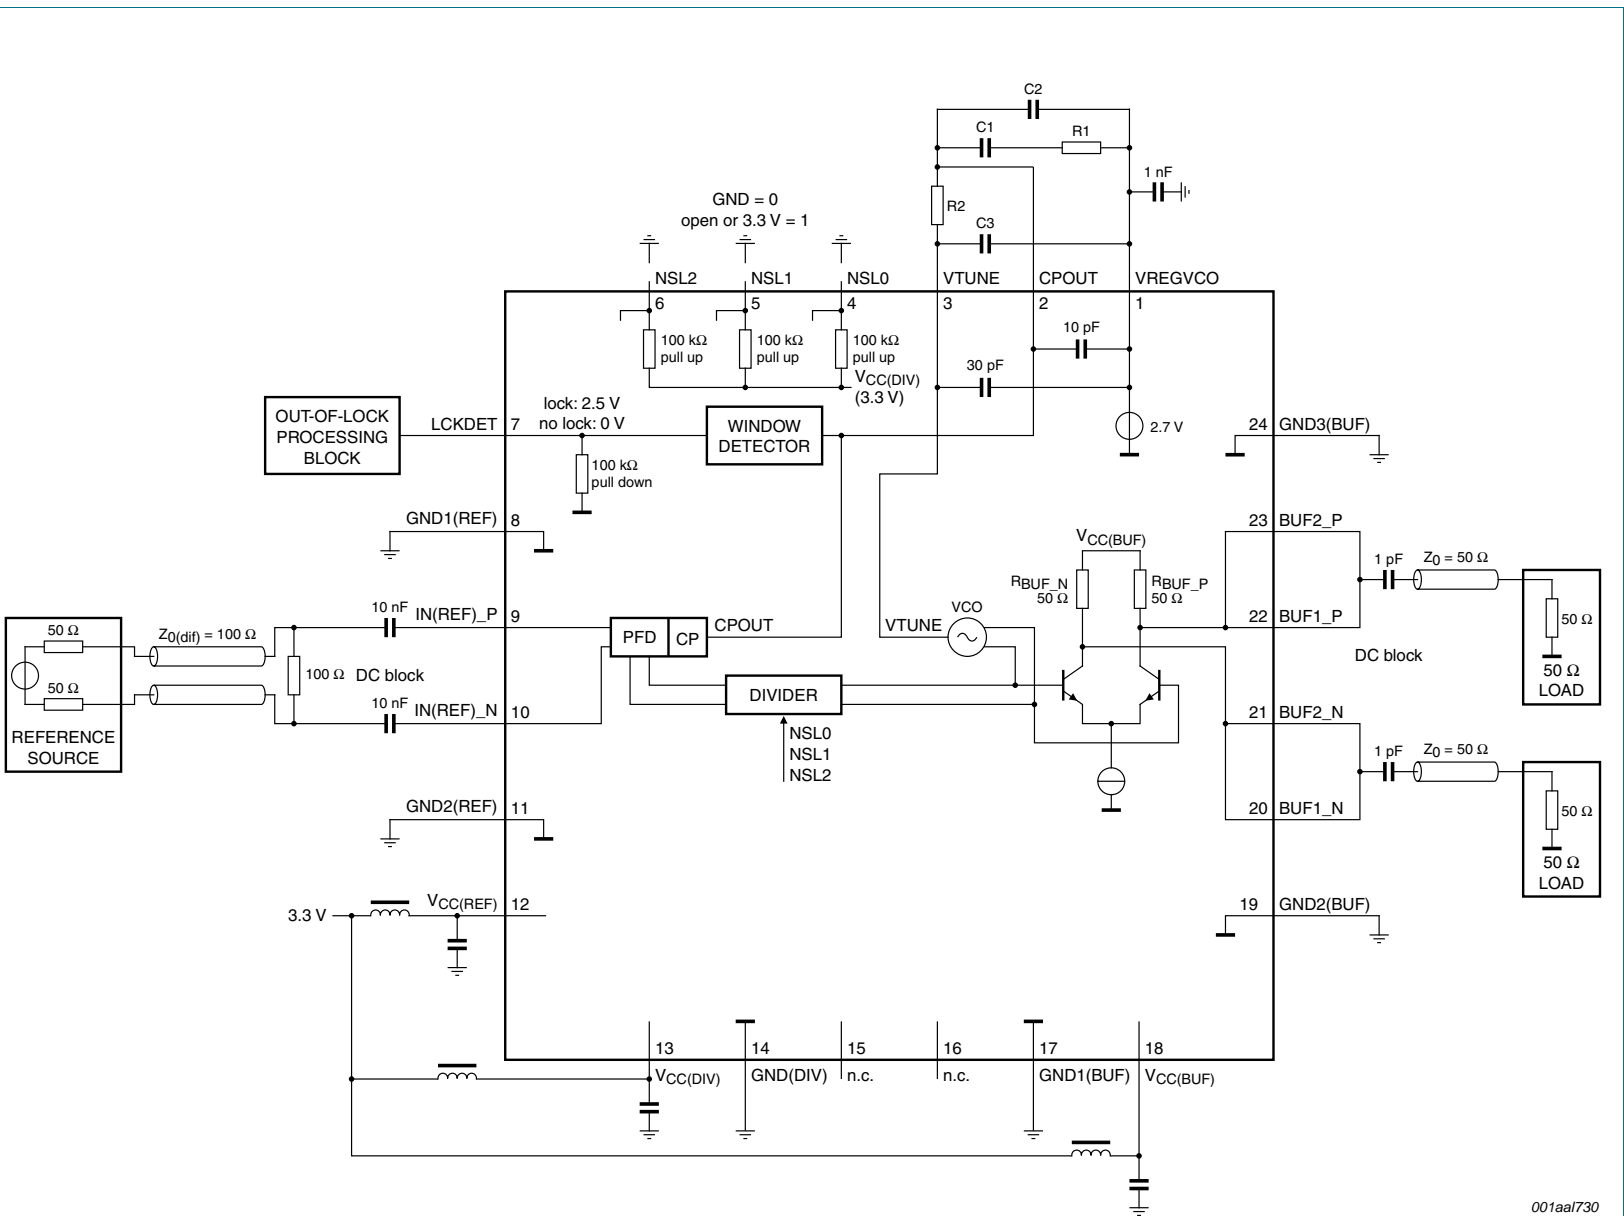 C2
C1
R1
1 nF
GND = 0
open or 3.3 V = 1
R2
C3
NSL2
NSL1
NSL0
VTUNE
CPOUT
VREGVCO
6
5
4
3
2
1
100 kΩ
pull up
100 kΩ
pull up
100 kΩ
pull up
10 pF
30 pF
VCC(DIV)
(3.3 V)
OUT-OF-LOCK
PROCESSING
BLOCK
LCKDET
7
lock: 2.5 V
no lock: 0 V
WINDOW
DETECTOR
2.7 V
24
GND3(BUF)
100 kΩ
pull down
GND1(REF)
8
23
BUF2_P
VCC(BUF)
RBUF_N
50 Ω
RBUF_P
50 Ω
1 pF
Z0 = 50 Ω
10 nF
IN(REF)_P
9
PFD
CP
CPOUT
VTUNE
VCO
22
BUF1_P
50 Ω
50 Ω
Z0(dif) = 100 Ω
100 Ω
DC block
DC block
50 Ω
LOAD
50 Ω
10 nF
IN(REF)_N
10
DIVIDER
21
BUF2_N
REFERENCE
SOURCE
NSL0
NSL1
NSL2
1 pF
Z0 = 50 Ω
GND2(REF)
11
20
BUF1_N
50 Ω
50 Ω
LOAD
3.3 V
VCC(REF)
12
19
GND2(BUF)
13
14
15
16
17
18
VCC(DIV)
GND(DIV)
n.c.
n.c.
GND1(BUF)
VCC(BUF)
001aal730